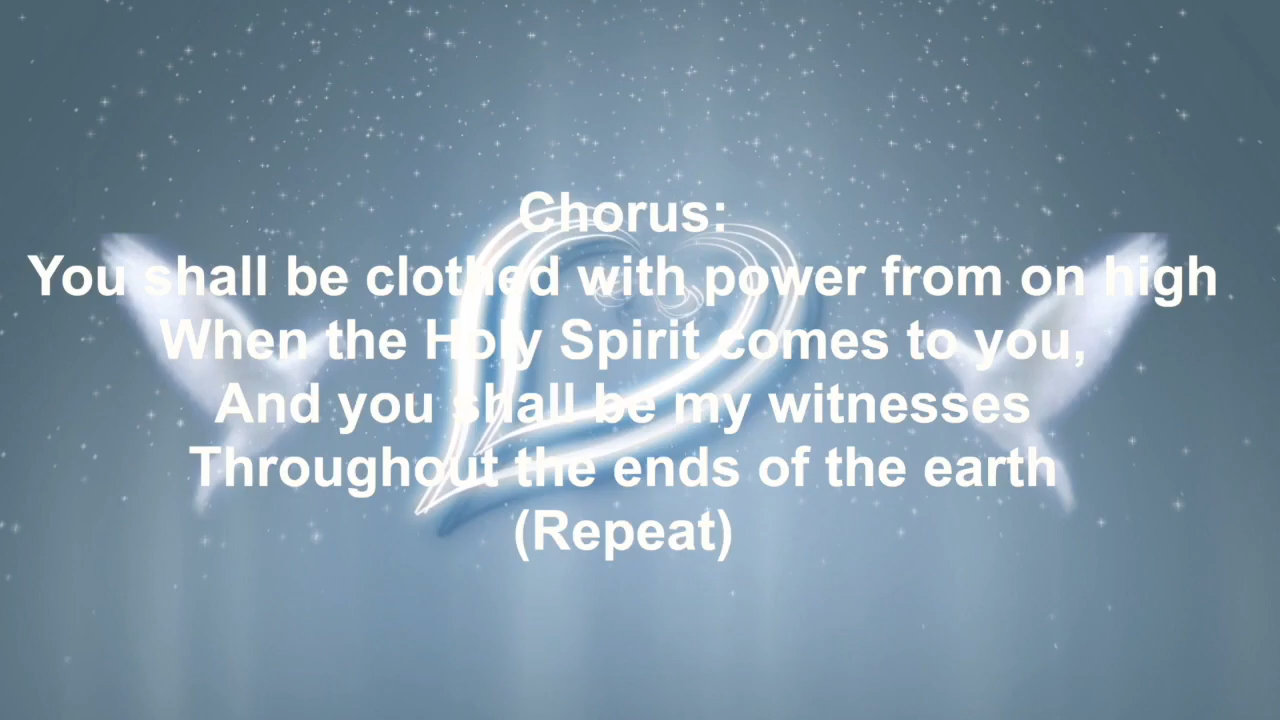 Chorus:
You shall be clothed with power from on high
When the Holy Spirit comes to you,
And you shall be my witnesses
Throughout the ends of the earth
(Repeat)